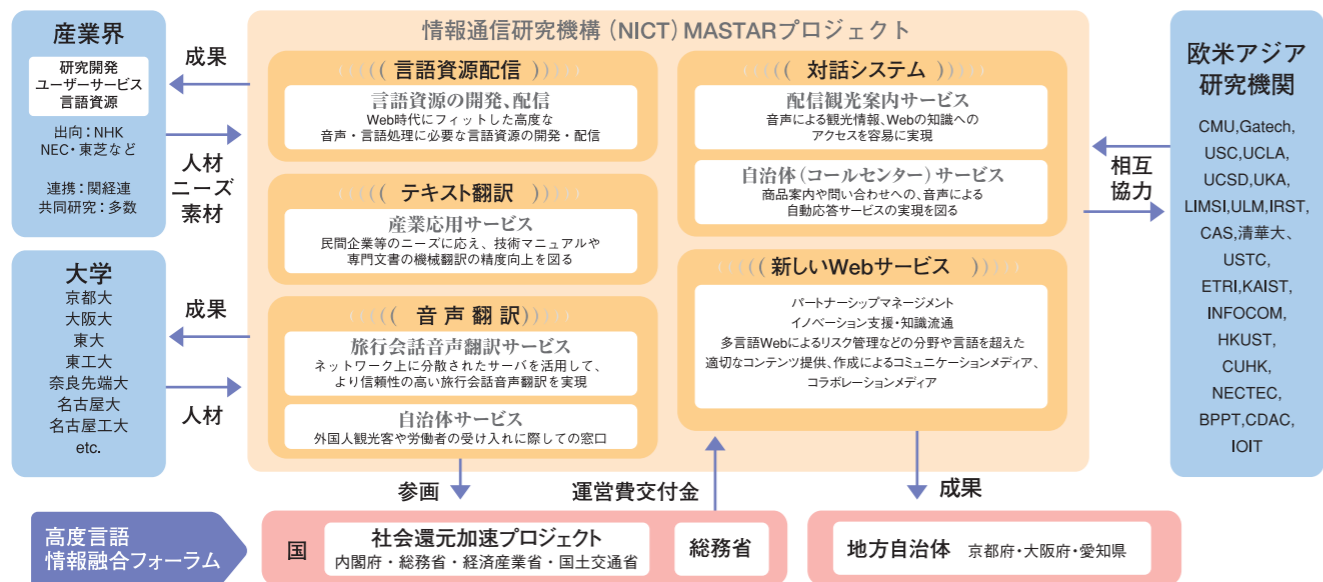 産業界
研究開発
ユーザーサービス
言語資源
出向：NHK
NEC・東芝など
連携：関経連
共同研究：多数
成果
人材
ニーズ
素材
大学
京都大
大阪大
東大
東工大
奈良先端大
名古屋大
名古屋工大
etc.
成果
人材
情報通信研究機構（NICT）MASTARプロジェクト
言語資源配信
言語資源の開発、配信
Web時代にフィットした高度な
音声・言語処理に必要な言語資源の開発・配信
テキスト翻訳
産業応用サービス
民間企業等のニーズに応え、技術マニュアルや
専門文書の機械翻訳の精度向上を図る
音声翻訳
旅行会話音声翻訳サービス
ネットワーク上に分散されたサーバを活用して、
より信頼性の高い旅行会話音声翻訳を実現
自治体サービス
外国人観光客や労働者の受け入れに際しての窓口
対話システム
配信観光案内サービス
音声による観光情報、Webの知識への
アクセスを容易に実現
自治体（コールセンター）サービス
商品案内や問い合わせへの、音声による
自動応答サービスの実現を図る
新しいWebサービス
パートナーシップマネージメント
イノベーション支援・知識流通
多言語Webによるリスク管理などの分野や言語を超えた
適切なコンテンツ提供、作成によるコミュニケーションメディア、
コラボレーションメディア
相互
協力
欧米アジア
研究機関
CMU,Gatech,
USC,UCLA,
UCSD,UKA,
LIMSI,ULM,IRST,
CAS,清華大、
USTC,
ETRI,KAIST,
INFOCOM,
HKUST,
CUHK,
NECTEC,
BPPT,CDAC,
IOIT
参画
運営費交付金
成果
高度言語
情報融合フォーラム
国
社会還元加速プロジェクト
内閣府・総務省・経済産業省・国土交通省
総務省
地方自治体 京都府・大阪府・愛知県